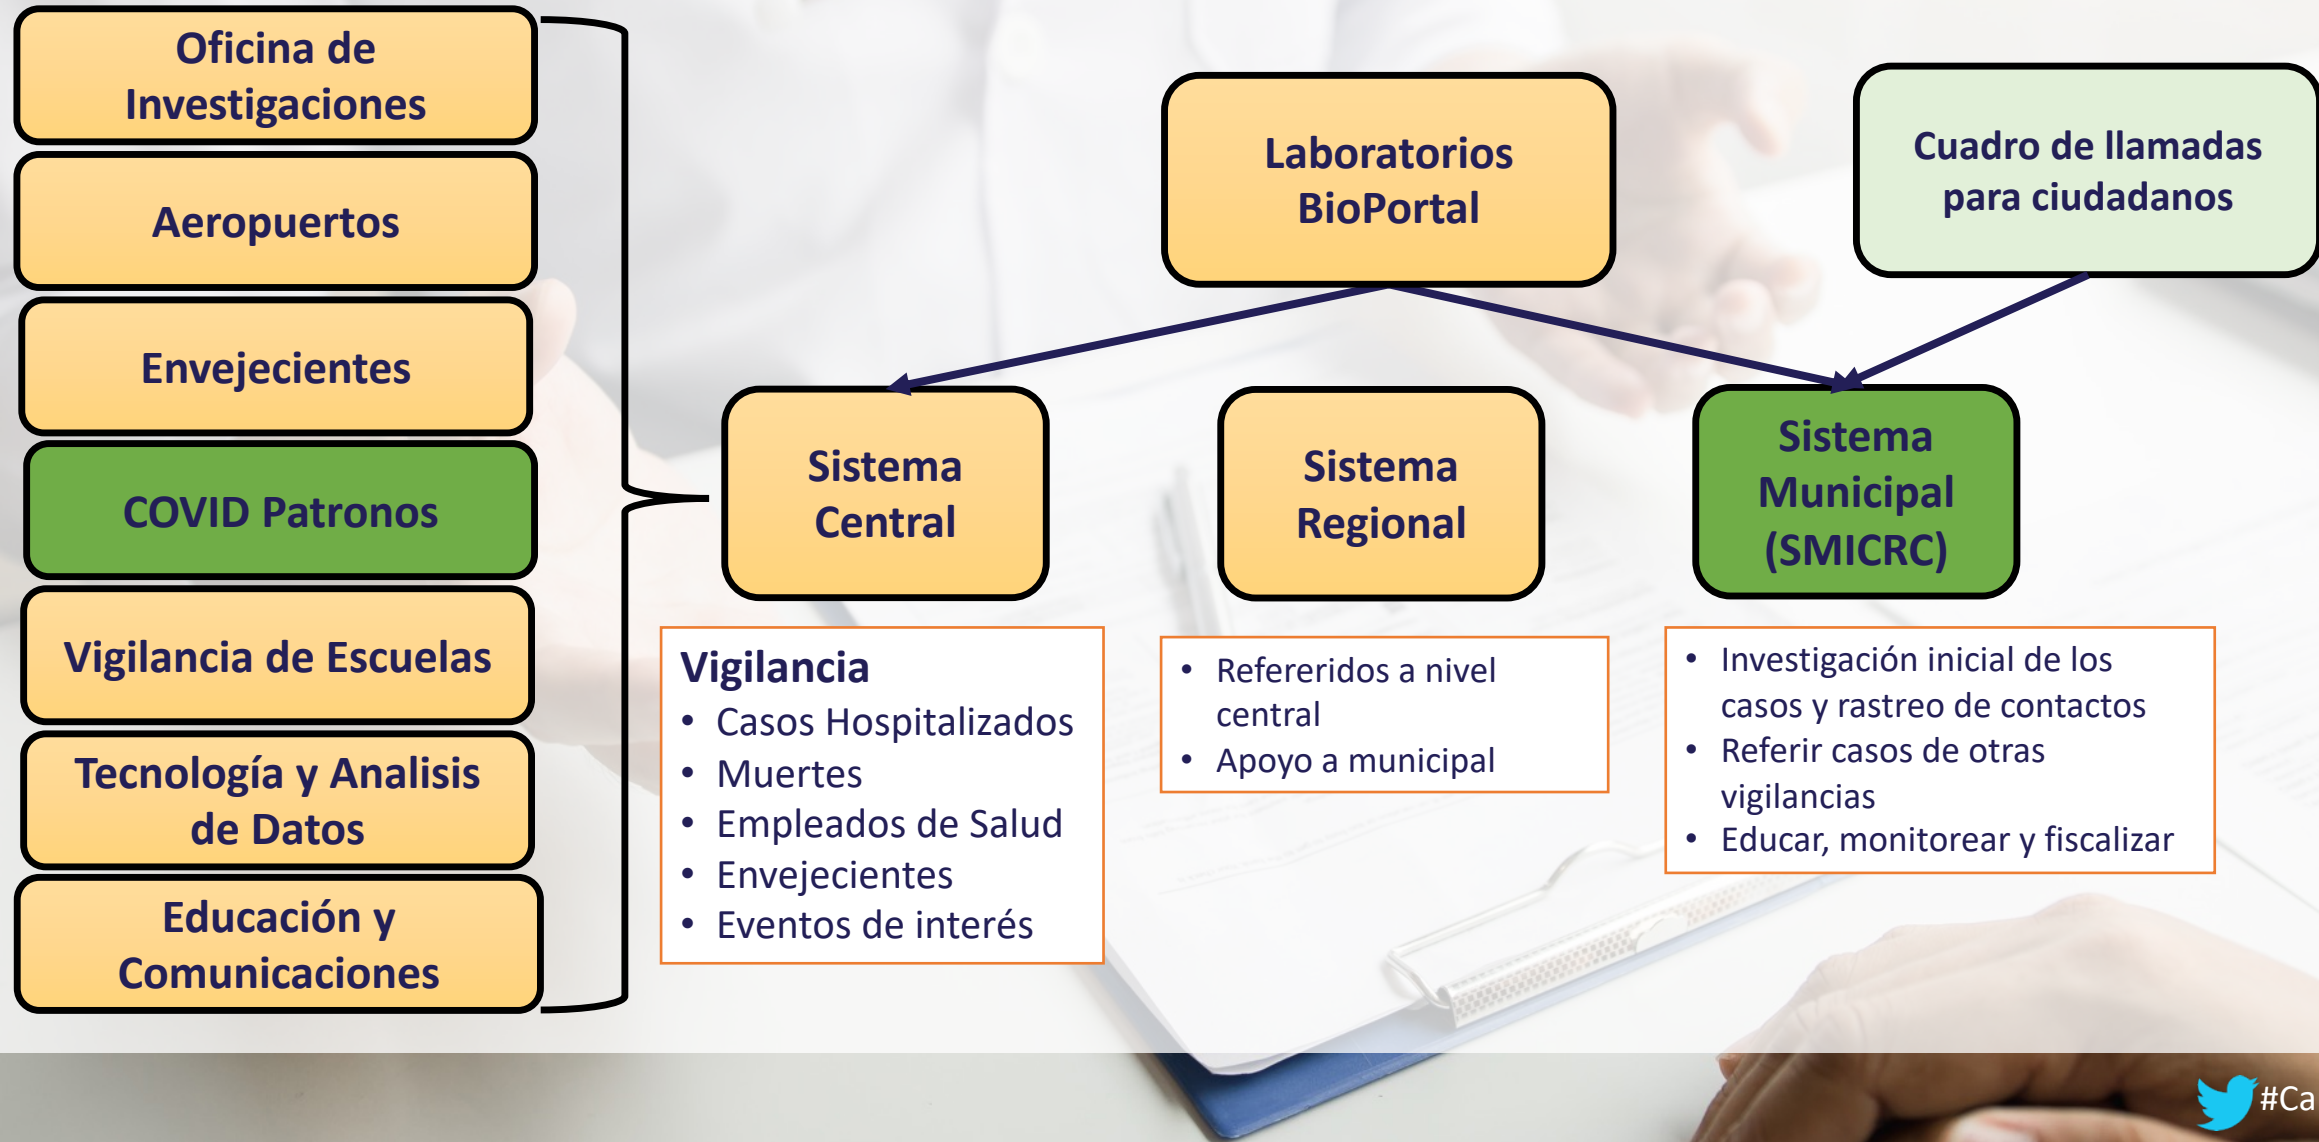 Oficina de
Investigaciones
Aeropuertos
Envejecientes
COVID Patronos
Vigilancia de Escuelas
Tecnología y Analisis
de Datos
Educación y
Comunicaciones
Laboratorios
BioPortal
Cuadro de llamadas
para ciudadanos
Sistema
Central
Sistema
Regional
Sistema
Municipal
(SMICRC)
Vigilancia
• Casos Hospitalizados
• Muertes
• Empleados de Salud
• Envejecientes
• Eventos de interés
• Refereridos a nivel
central
• Apoyo a municipal
• Investigación inicial de los
casos y rastreo de contactos
• Referir casos de otras
vigilancias
• Educar, monitorear y fiscalizar
#Ca